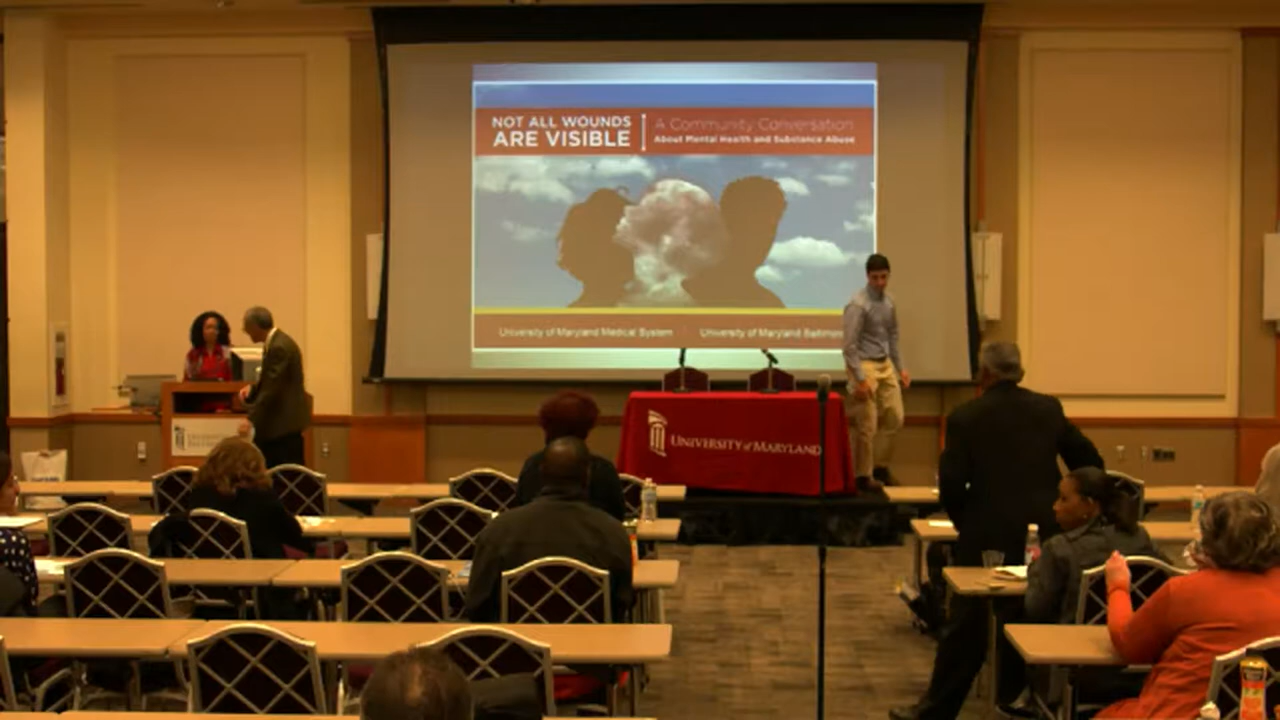 NOT ALL WOUNDS
ARE VISIBLE
A Community Conversation
About Mental Health and Substance Abuse
University of Maryland Medical System
University of Maryland Baltimore
UNIVERSITY of MARYLAND